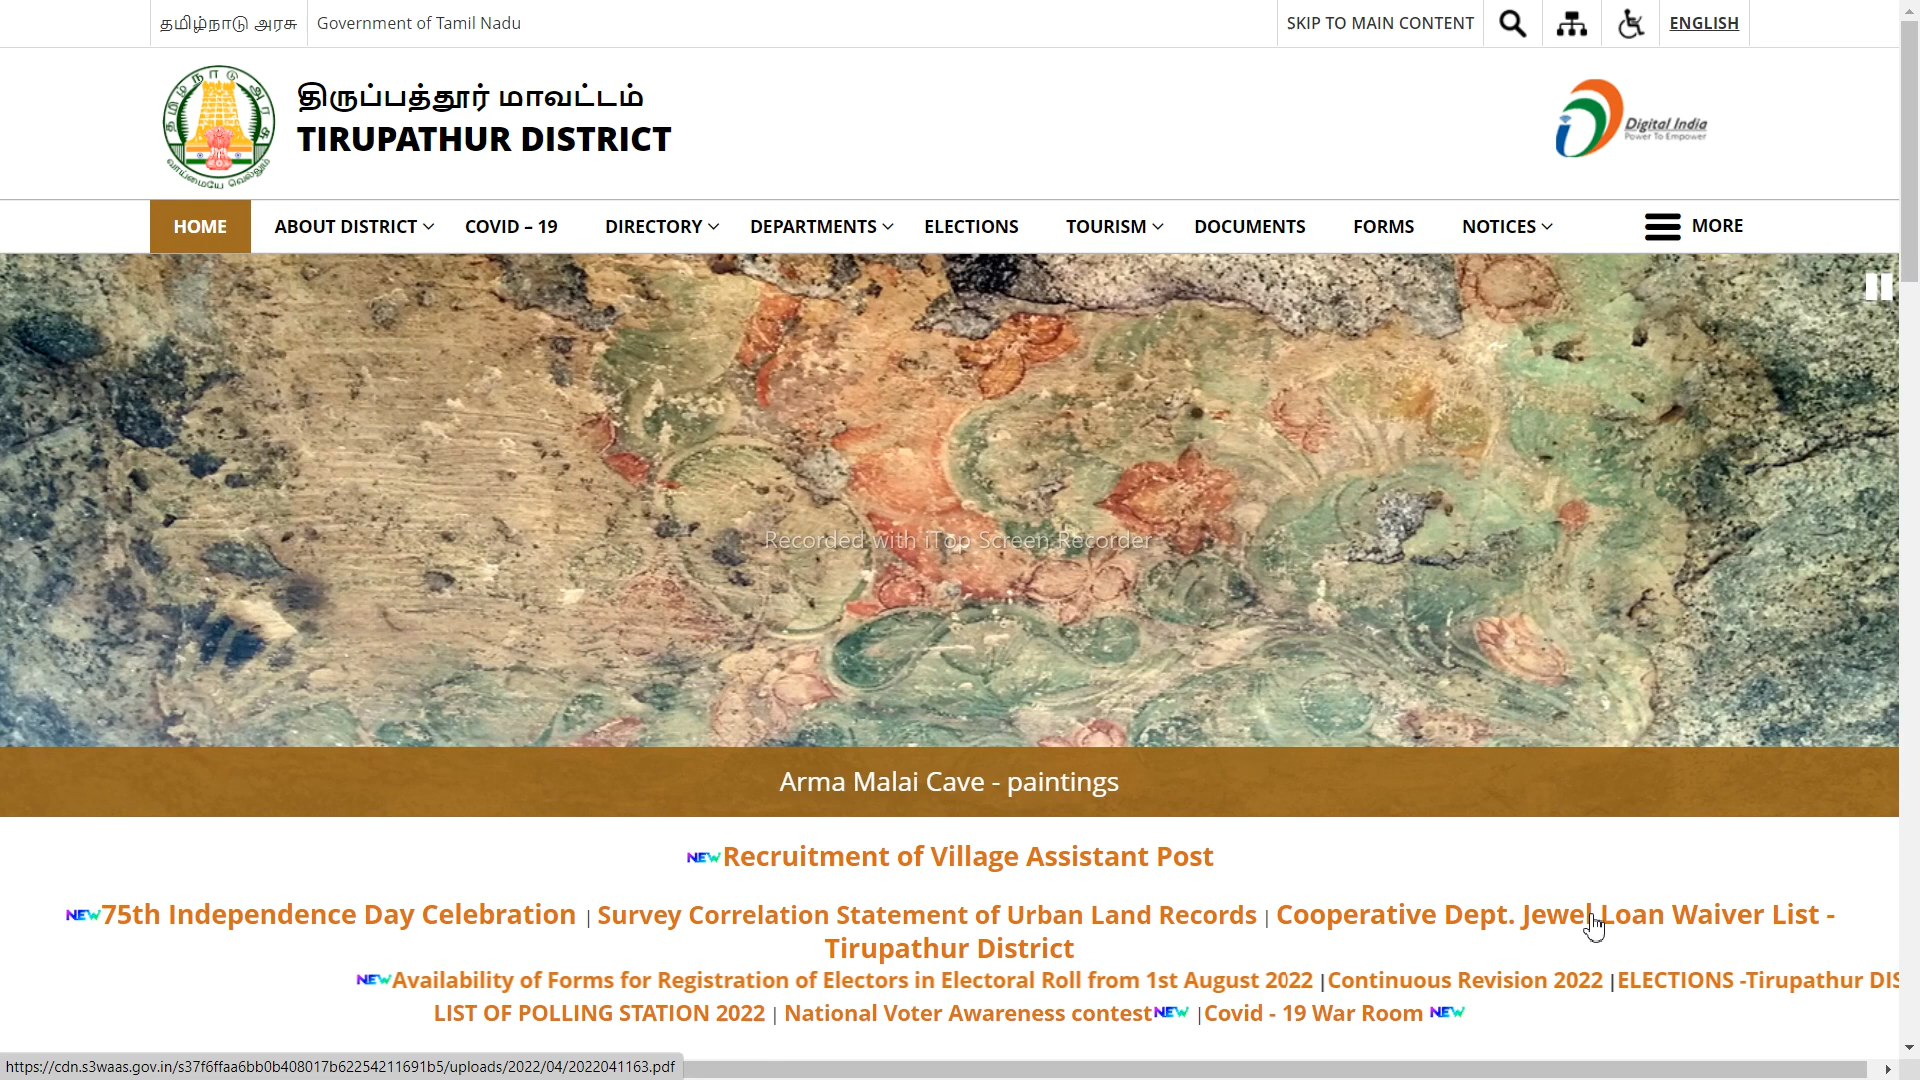 தமிழ்நாடு அரசு Government of Tamil Nadu SKIP TO MAIN CONTENT ENGLISH
திருப்பத்தூர் மாவட்டம்
TIRUPATHUR DISTRICT
Digital India
Power To Empower
HOME ABOUT DISTRICT COVID – 19 DIRECTORY DEPARTMENTS ELECTIONS TOURISM DOCUMENTS FORMS NOTICES MORE
Recorded with iTop Screen Recorder
Arma Malai Cave - paintings
NEW Recruitment of Village Assistant Post
NEW 75th Independence Day Celebration | Survey Correlation Statement of Urban Land Records | Cooperative Dept. Jewel Loan Waiver List -
Tirupathur District
NEW Availability of Forms for Registration of Electors in Electoral Roll from 1st August 2022 | Continuous Revision 2022 | ELECTIONS -Tirupathur DIS
LIST OF POLLING STATION 2022 | National Voter Awareness contest NEW | Covid - 19 War Room NEW
https://cdn.s3waas.gov.in/s37f6ffaa6bb0b408017b62254211691b5/uploads/2022/04/2022041163.pdf